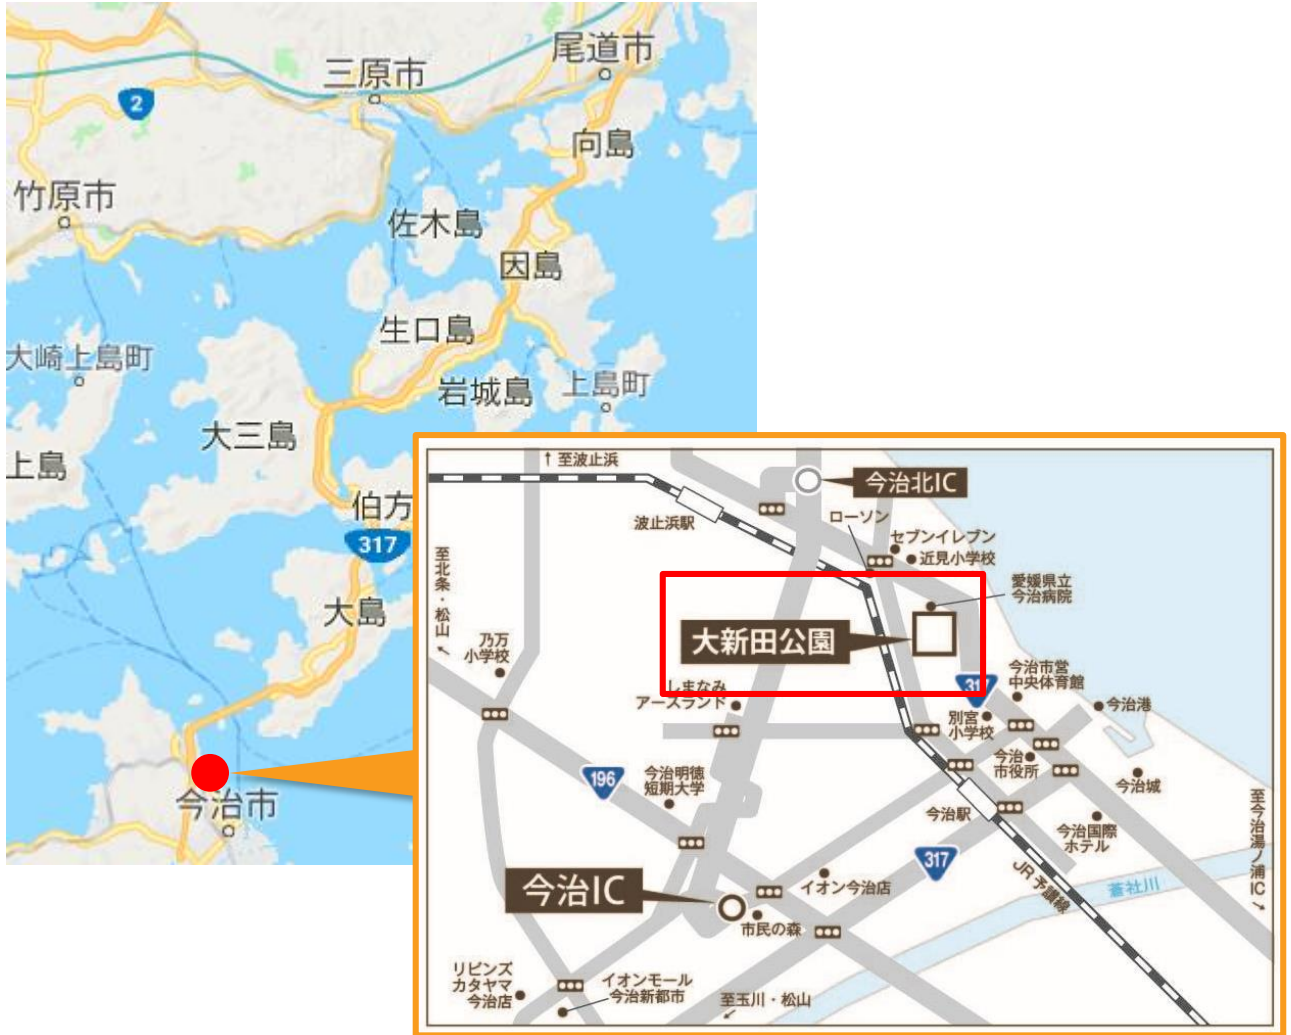 尾道市
三原市
2
向島
竹原市
佐木島
因島
生口島
大崎上島町
岩城島
上島町
大三島
上島
伯方
317
大島
今治市
↑至波止浜
今治北IC
波止浜駅
ローソン
セブンイレブン
近見小学校
至北条・松山↙
愛媛県立
今治病院
大新田公園
乃万
小学校
しまなみ
アースランド
317
今治市営
中央体育館
別宮
小学校
今治港
今治
市役所
196
今治明徳
短期大学
今治城
今治駅
今治国際
ホテル
至今治湯ノ浦IC→
317
イオン今治店
JR予讃線
蒼社川
今治IC
市民の森
リビンズ
カタヤマ
今治店
イオンモール
今治新都市
至玉川・松山
↙